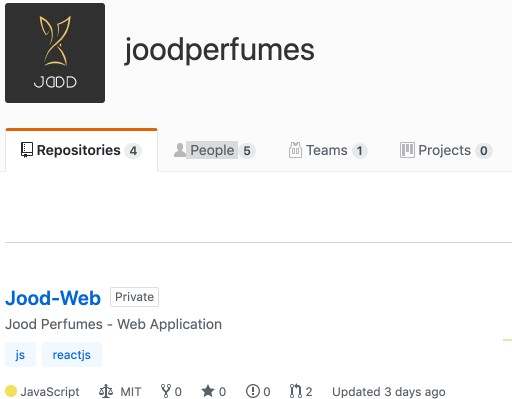 JOOD
joodperfumes
Repositories 4 People 5 Teams 1 Projects 0
Jood-Web Private
Jood Perfumes - Web Application
js reactjs
JavaScript MIT 0 0 0 2 Updated 3 days ago